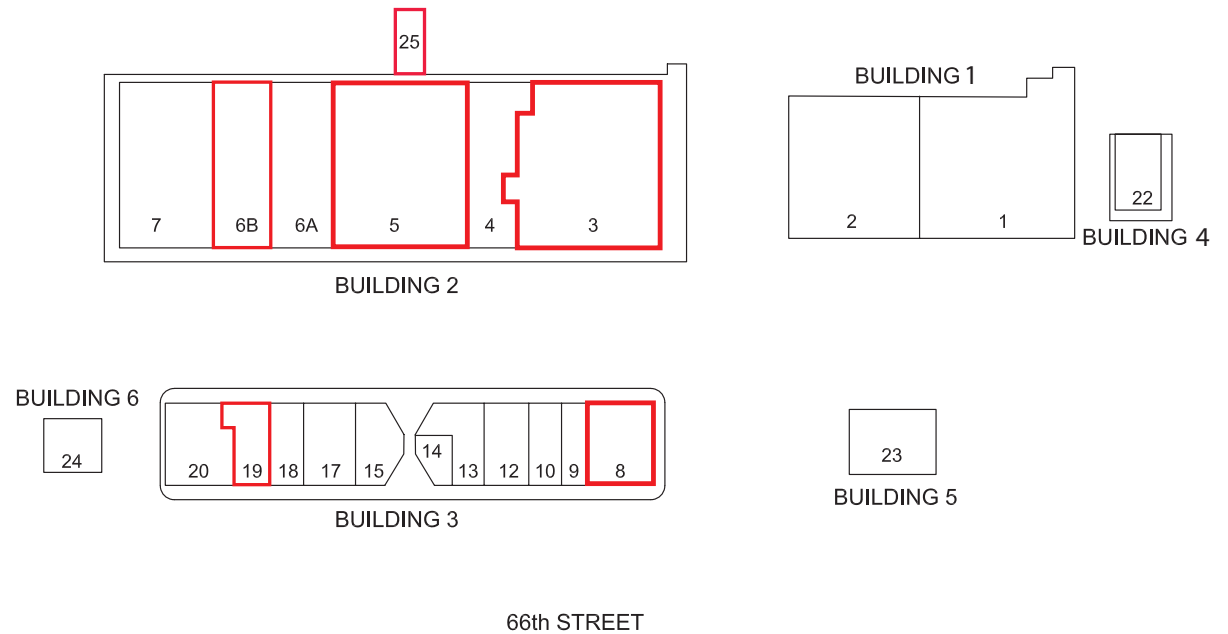 25
BUILDING 1
7 6B 6A 5 4 3
2 1
22
BUILDING 4
BUILDING 2
BUILDING 6
24
20 19 18 17 15 14 13 12 10 9 8
23
BUILDING 5
BUILDING 3
66th STREET